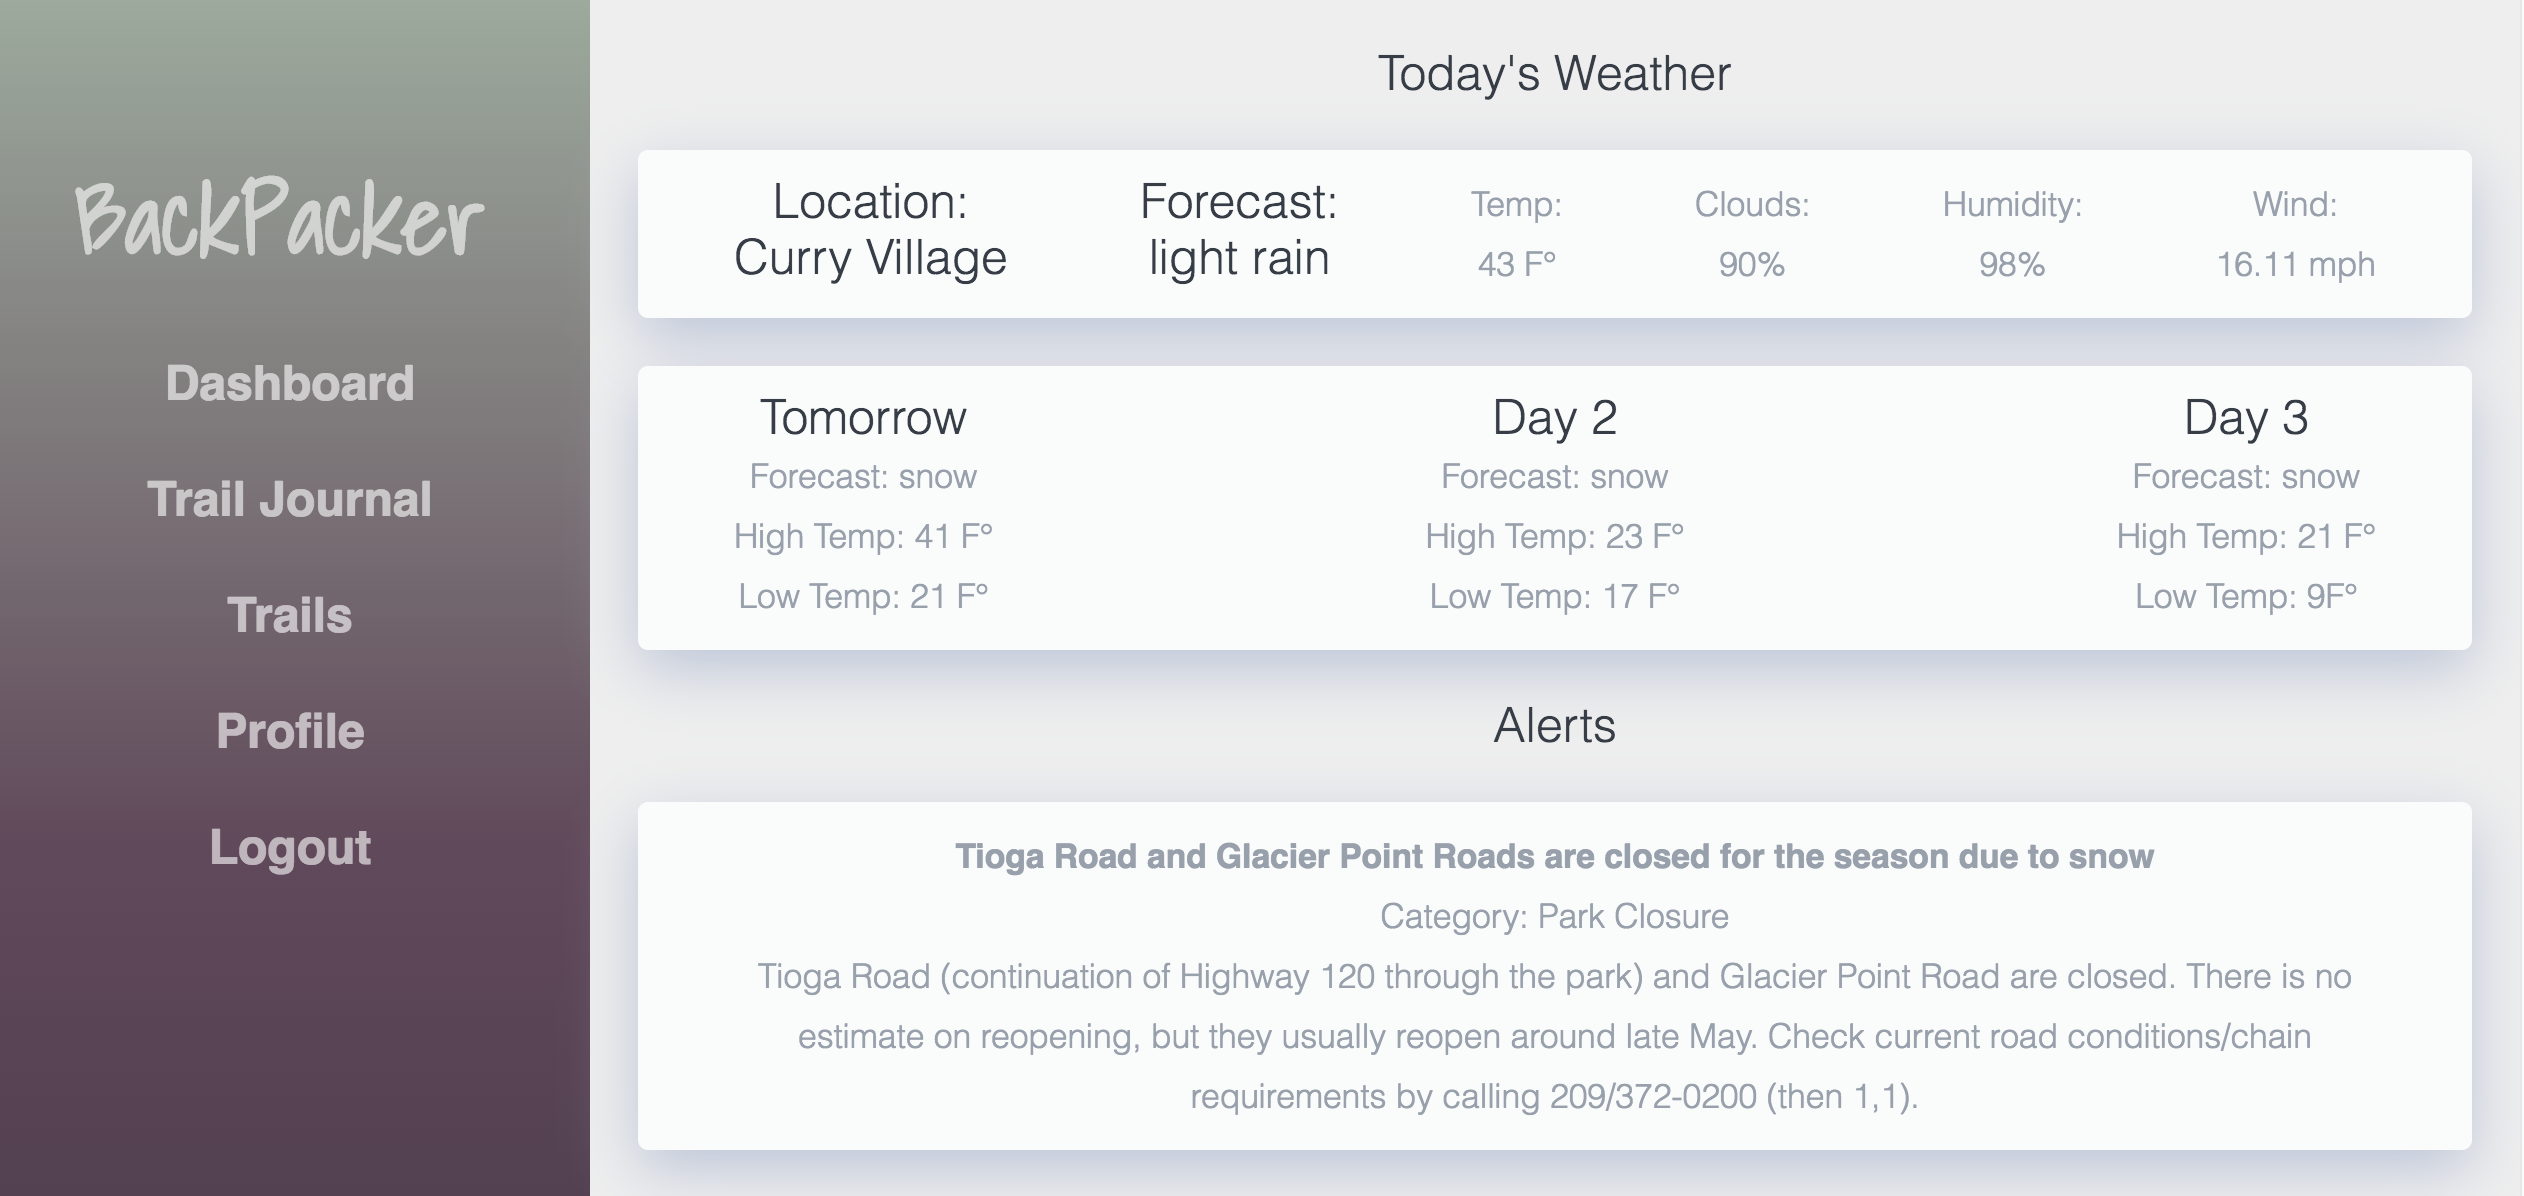 BackPacker
Dashboard
Trail Journal
Trails
Profile
Logout
Today's Weather
Location:
Curry Village
Forecast:
light rain
Temp:
43 F°
Clouds:
90%
Humidity:
98%
Wind:
16.11 mph
Tomorrow
Forecast: snow
High Temp: 41 F°
Low Temp: 21 F°
Day 2
Forecast: snow
High Temp: 23 F°
Low Temp: 17 F°
Day 3
Forecast: snow
High Temp: 21 F°
Low Temp: 9F°
Alerts
Tioga Road and Glacier Point Roads are closed for the season due to snow
Category: Park Closure
Tioga Road (continuation of Highway 120 through the park) and Glacier Point Road are closed. There is no
estimate on reopening, but they usually reopen around late May. Check current road conditions/chain
requirements by calling 209/372-0200 (then 1,1).